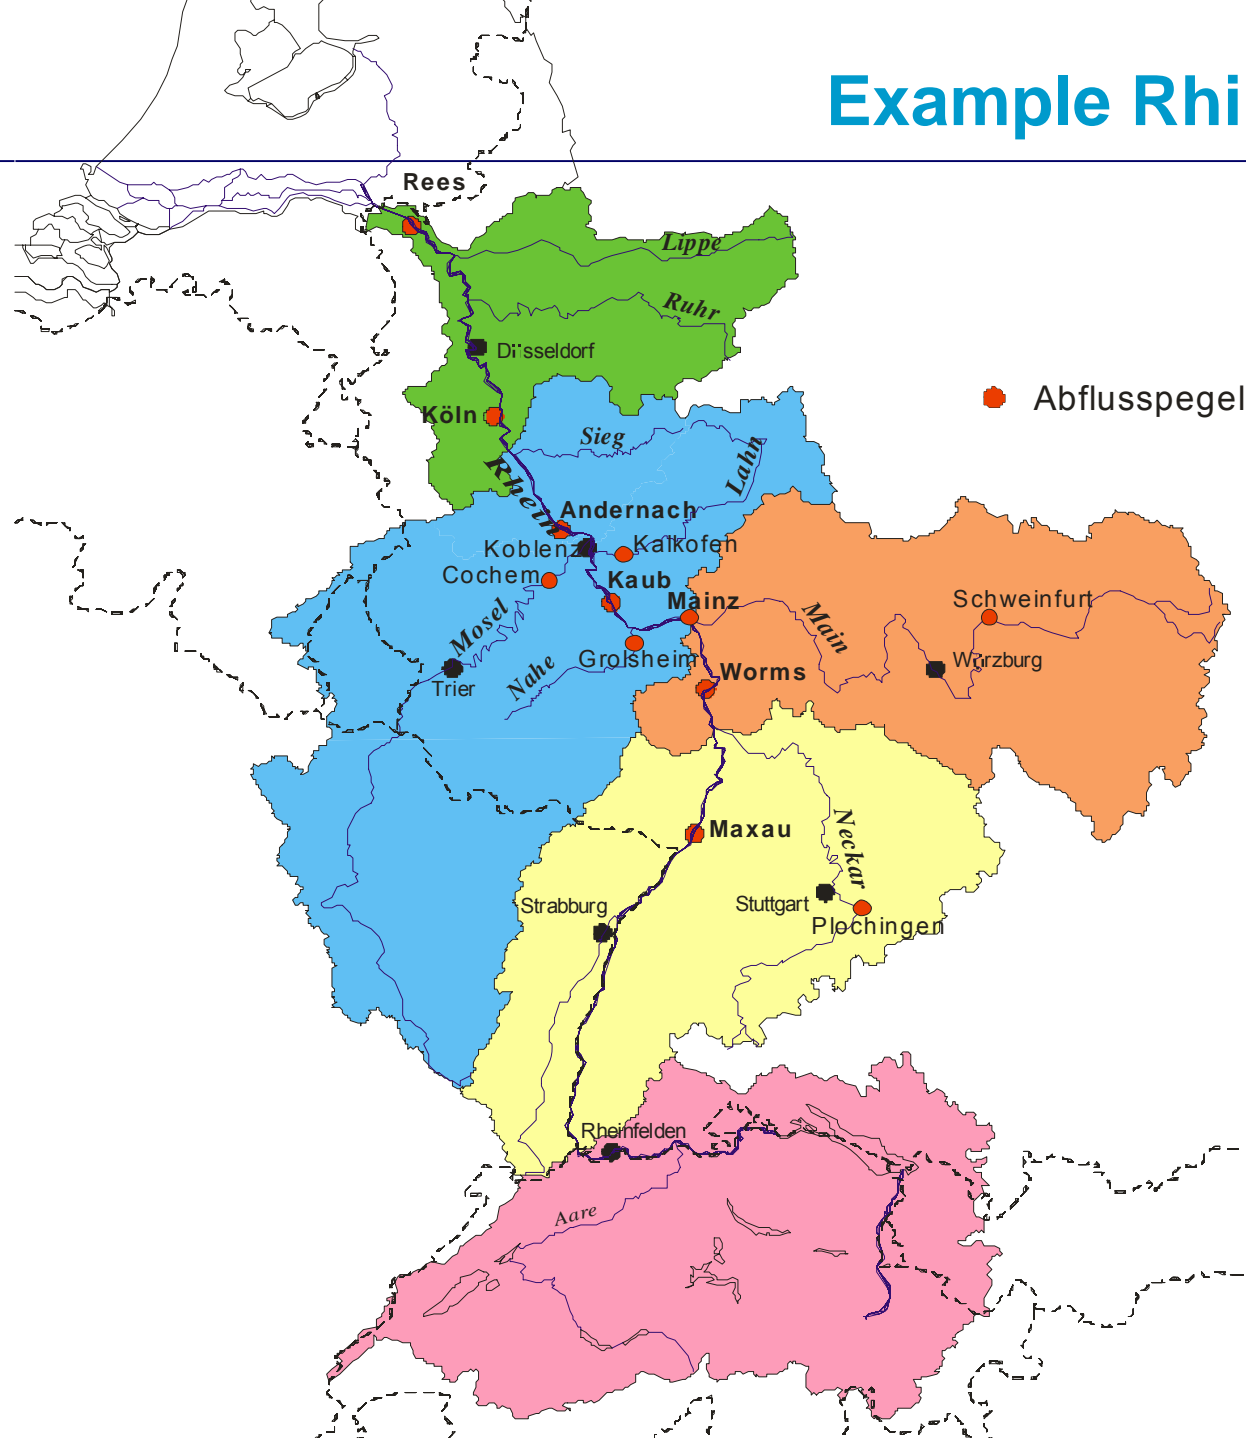 Example Rhi
Rees
Lippe
Ruhr
Düsseldorf
Abflusspegel
Köln
Sieg
Lahn
Rhein
Andernach
Koblenz
Kalkofen
Cochem
Kaub
Mainz
Schweinfurt
Mosel
Main
Grolsheim
Nahe
Würzburg
Trier
Worms
Maxau
Neckar
Strabburg
Stuttgart
Plochingen
Rheinfelden
Aare